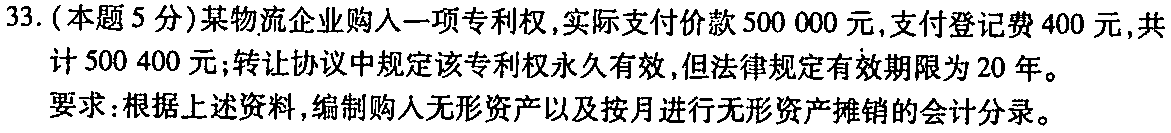 33.(本题5分)某物流企业购入一项专利权,实际支付价款500 000元,支付登记费400元,共
计500 400元;转让协议中规定该专利权永久有效,但法律规定有效期限为20年。
要求:根据上述资料,编制购入无形资产以及按月进行无形资产摊销的会计分录。